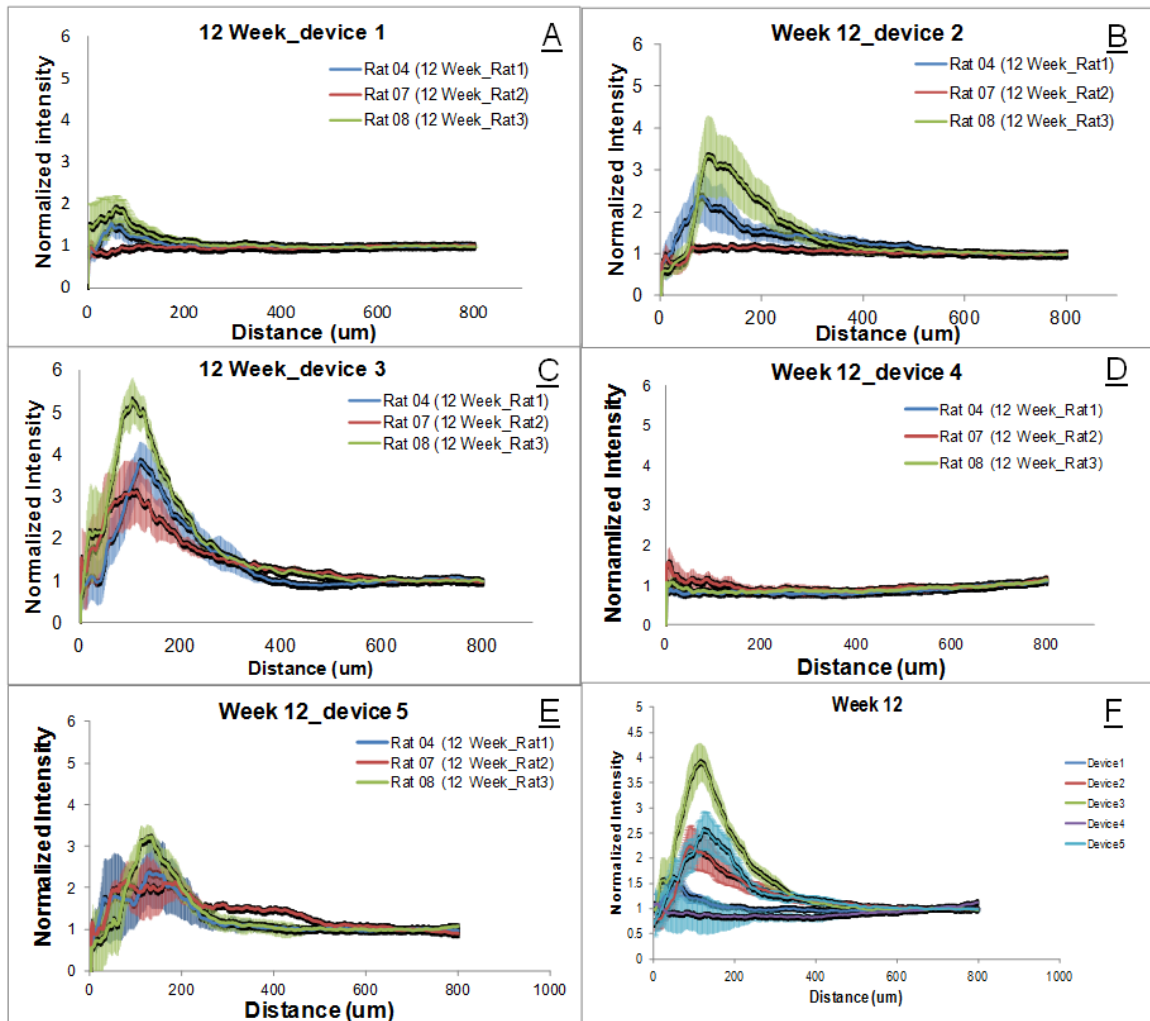 12 Week_device 1
A
Normalized intensity
6
5
4
3
2
1
0
Rat 04 (12 Week_Rat1)
Rat 07 (12 Week_Rat2)
Rat 08 (12 Week_Rat3)
0 200 400 600 800
Distance (um)
Week 12_device 2
B
Normalized Intensity
6
5
4
3
2
1
0
Rat 04 (12 Week_Rat1)
Rat 07 (12 Week_Rat2)
Rat 08 (12 Week_Rat3)
0 200 400 600 800
Distance (um)
12 Week_device 3
C
Normalized Intensity
6
5
4
3
2
1
0
Rat 04 (12 Week_Rat1)
Rat 07 (12 Week_Rat2)
Rat 08 (12 Week_Rat3)
0 200 400 600 800
Distance (um)
Week 12_device 4
D
Nornamlized Intensity
6
5
4
3
2
1
0
Rat 04 (12 Week_Rat1)
Rat 07 (12 Week_Rat2)
Rat 08 (12 Week_Rat3)
0 200 400 600 800
Distance (um)
Week 12_device 5
E
Normalized Intensity
6
5
4
3
2
1
0
Rat 04 (12 Week_Rat1)
Rat 07 (12 Week_Rat2)
Rat 08 (12 Week_Rat3)
0 200 400 600 800 1000
Distance (um)
Week 12
F
Normalized Intensity
5
4.5
4
3.5
3
2.5
2
1.5
1
0.5
0
Device1
Device2
Device3
Device4
Device5
0 200 400 600 800 1000
Distance (um)